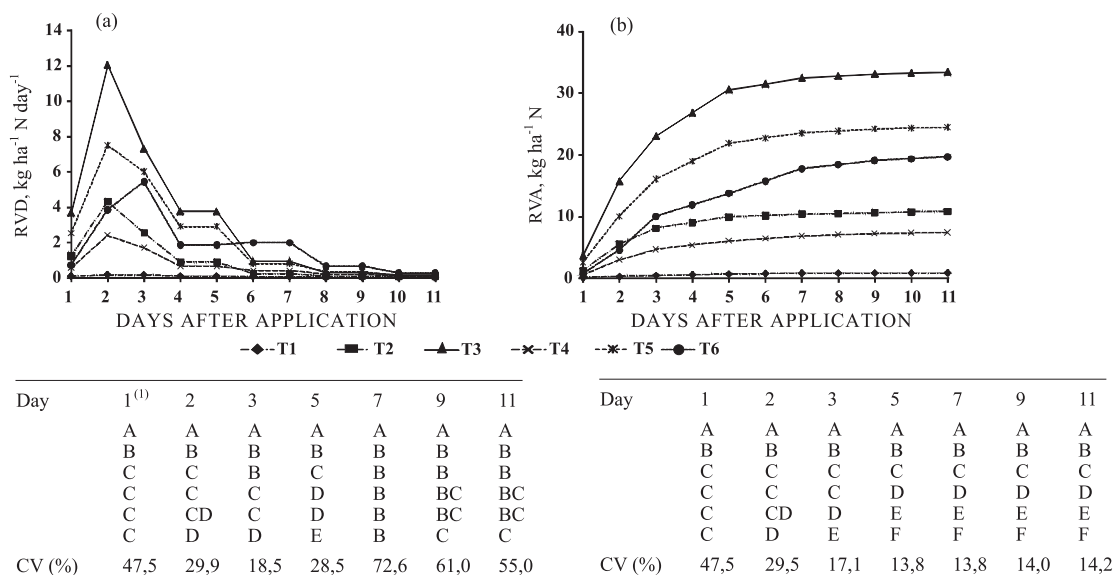 (a)
14
12
10
8
6
4
2
0
RVD, kg ha⁻¹ N day⁻¹
1 2 3 4 5 6 7 8 9 10 11
DAYS AFTER APPLICATION
(b)
40
30
20
10
0
RVA, kg ha⁻¹ N
1 2 3 4 5 6 7 8 9 10 11
DAYS AFTER APPLICATION
T1 T2 T3 T4 T5 T6
Day 1⁽¹⁾ 2 3 5 7 9 11
A A A A A A A
B B B B B B B
C C B C B B B
C C C D B BC BC
C CD C D B BC BC
C D D E B C C
CV (%) 47,5 29,9 18,5 28,5 72,6 61,0 55,0
Day 1 2 3 5 7 9 11
A A A A A A A
B B B B B B B
C C C C C C C
C C C D D D D
C CD D E E E E
C D E F F F F
CV (%) 47,5 29,5 17,1 13,8 13,8 14,0 14,2